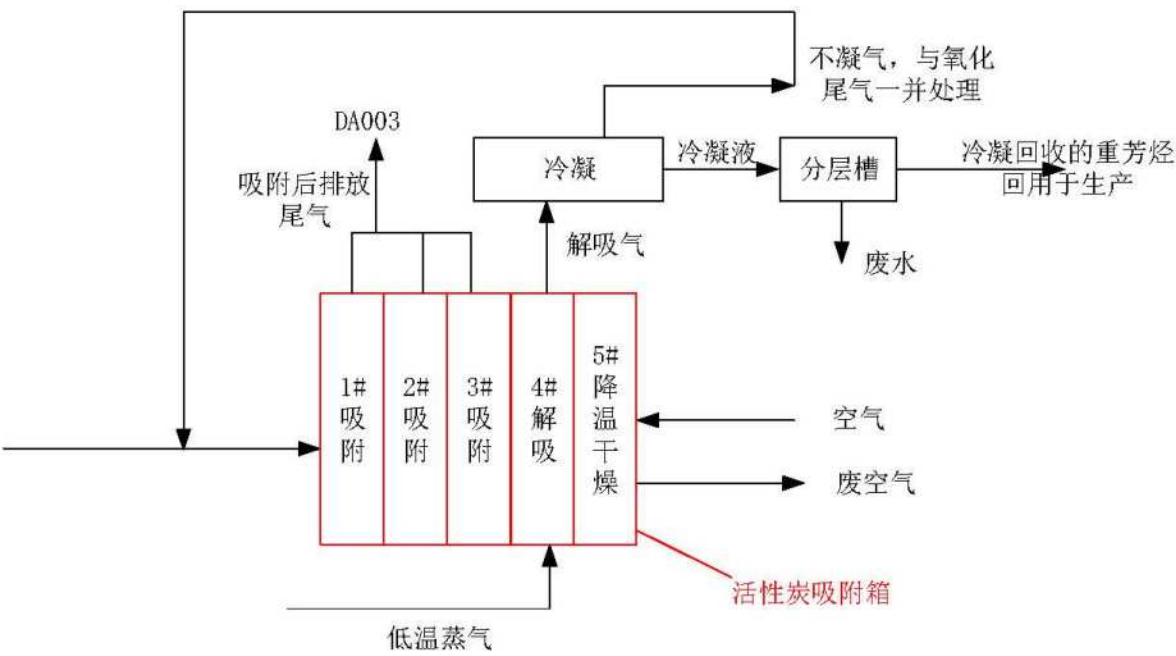 不凝气，与氧化
尾气一并处理
DA003
冷凝
冷凝液
分层槽
冷凝回收的重芳烃
回用于生产
吸附后排放
尾气
解吸气
废水
1#
吸
附
2#
吸
附
3#
吸
附
4#
解
吸
5#
降
温
干
燥
空气
废空气
活性炭吸附箱
低温蒸气